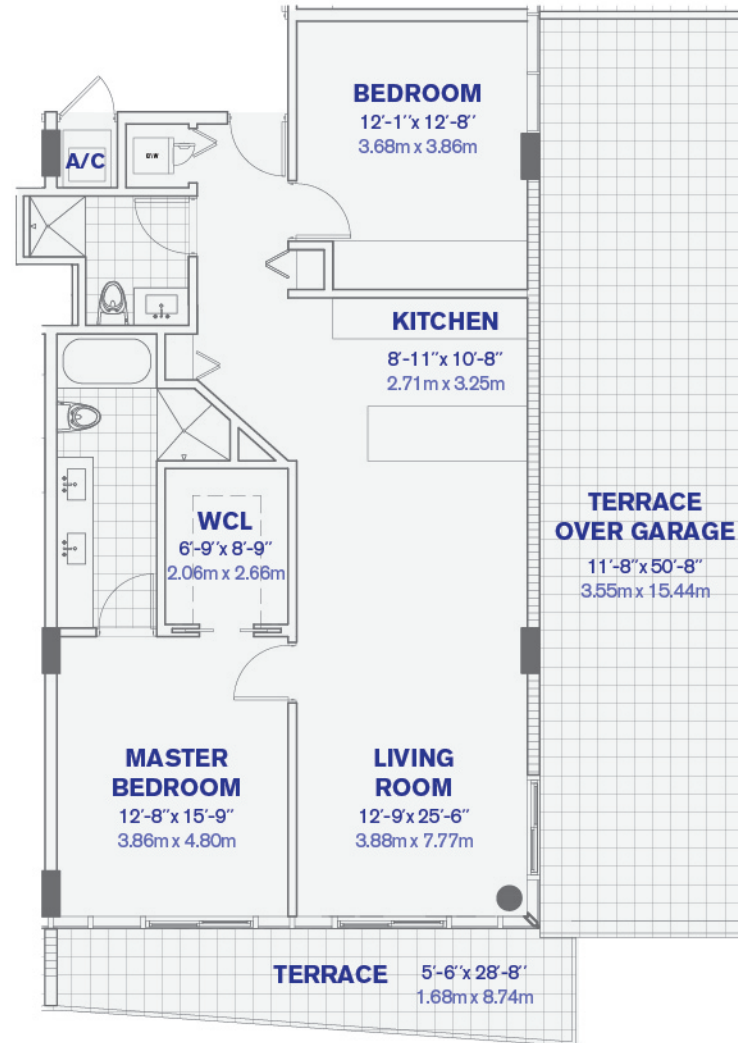 BEDROOM
12'-1''x 12'-8''
3.68m x 3.86m
A/C
D\W
KITCHEN
8'-11''x 10'-8''
2.71m x 3.25m
WCL
6'-9''x 8'-9''
2.06m x 2.66m
TERRACE
OVER GARAGE
11'-8''x 50'-8''
3.55m x 15.44m
MASTER
BEDROOM
12'-8''x 15'-9''
3.86m x 4.80m
LIVING
ROOM
12'-9'x 25'-6''
3.88m x 7.77m
TERRACE 5'-6''x 28'-8''
1.68m x 8.74m